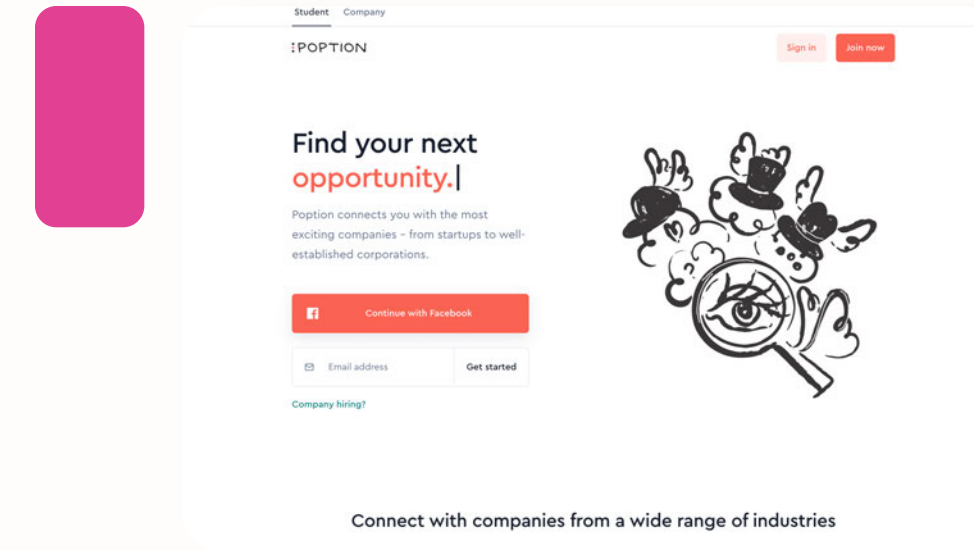 Student Company
POPTION
Sign in Join now
Find your next
opportunity.
Poption connects you with the most
exciting companies – from startups to well-
established corporations.
Continue with Facebook
Email address Get started
Company hiring?
Connect with companies from a wide range of industries